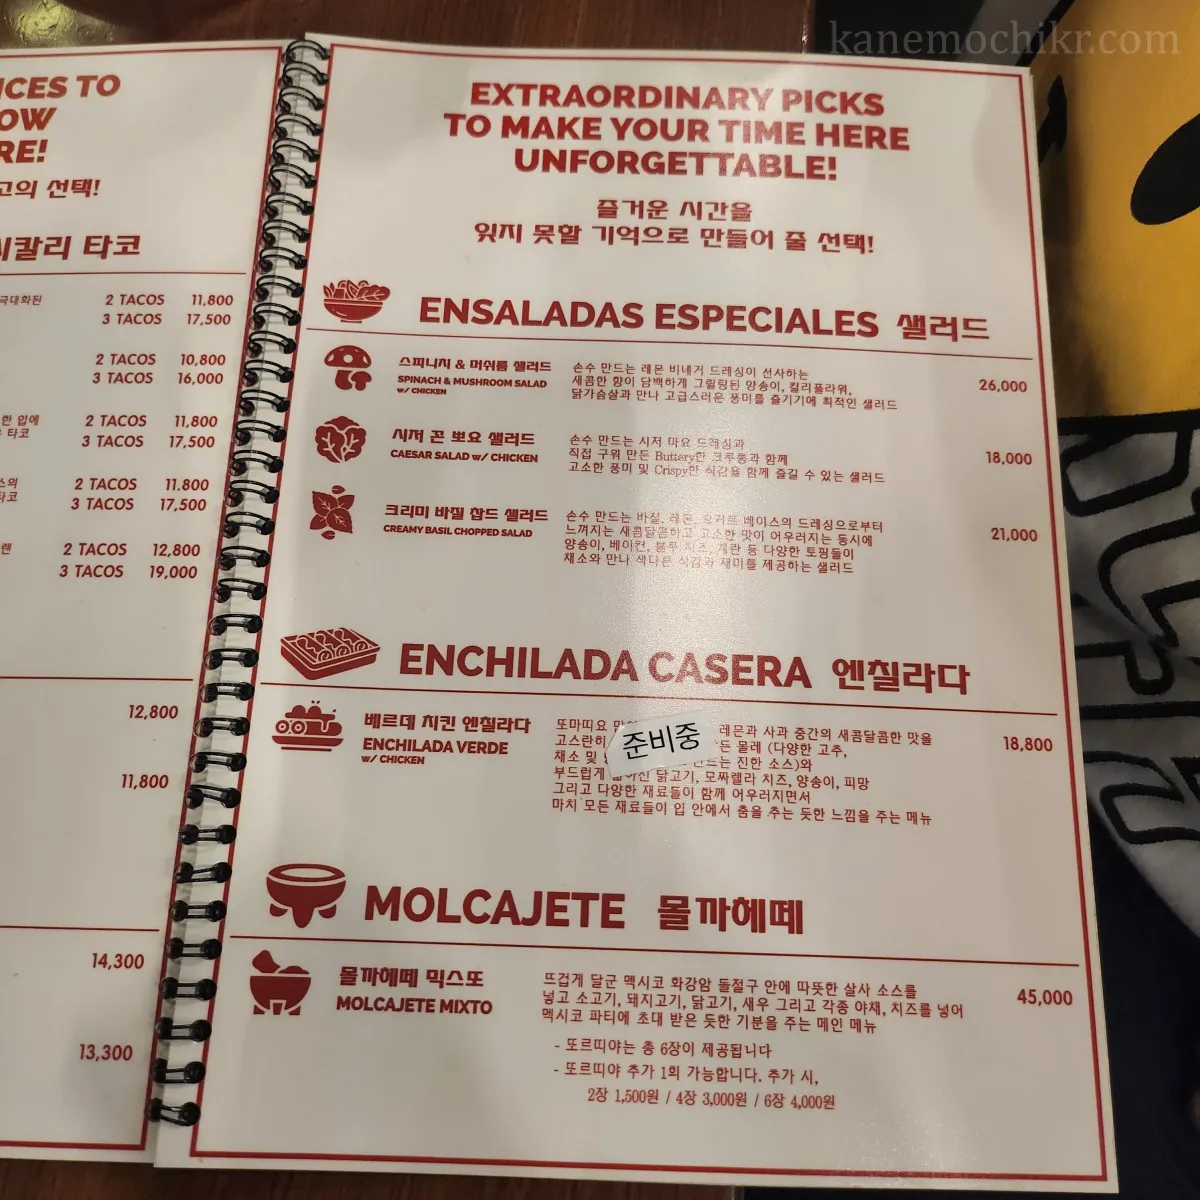 kanemochikr.com
ICES TO
OW
RE!
고의 선택!
시칼리 타코
극대화된
2 TACOS 11,800
3 TACOS 17,500
2 TACOS 10,800
3 TACOS 16,000
한 입에
타코
2 TACOS 11,800
3 TACOS 17,500
스의
타코
2 TACOS 11.800
3 TACOS 17,500
랜
2 TACOS 12,800
3 TACOS 19,000
12,800
11,800
14,300
13,300
EXTRAORDINARY PICKS
TO MAKE YOUR TIME HERE
UNFORGETTABLE!
즐거운 시간을
잊지 못할 기억으로 만들어 줄 선택!
ENSALADAS ESPECIALES 샐러드
스피니치 & 머쉬룸 샐러드
SPINACH & MUSHROOM SALAD
w/ CHICKEN
손수 만드는 레몬 비네거 드레싱이 선사하는
새콤한 향이 담백하게 그릴링된 양송이, 컬리플라워,
닭가슴살과 만나 고급스러운 풍미를 즐기기에 최적인 샐러드
26,000
시저 꼰 뽀요 샐러드
CAESAR SALAD w/ CHICKEN
손수 만드는 시저 마요 드레싱과
직접 구워 만든 Buttery한 크루통과 함께
고소한 풍미 및 Crispy한 식감을 함께 즐길 수 있는 샐러드
18,000
크리미 바질 찹드 샐러드
CREAMY BASIL CHOPPED SALAD
손수 만드는 바질, 레몬, 요거트 베이스의 드레싱으로부터
느껴지는 새콤달콤하고 고소한 맛이 어우러지는 동시에
양송이, 베이컨, 블루 치즈, 계란 등 다양한 토핑들이
채소와 만나 색다른 식감과 재미를 제공하는 샐러드
21,000
ENCHILADA CASERA 엔칠라다
베르데 치킨 엔칠라다
ENCHILADA VERDE
w/ CHICKEN
또마띠요 레몬과 사과 중간의 새콤달콤한 맛을
고스란히 든 몰레 (다양한 고추,
채소 및 드는 진한 소스)와
부드럽게 닭고기, 모짜렐라 치즈, 양송이, 피망
그리고 다양한 재료들이 함께 어우러지면서
마치 모든 재료들이 입 안에서 춤을 추는 듯한 느낌을 주는 메뉴
준비중
18,800
MOLCAJETE 몰까헤떼
몰까헤떼 믹스또
MOLCAJETE MIXTO
뜨겁게 달군 멕시코 화강암 돌절구 안에 따뜻한 살사 소스를
넣고 소고기, 돼지고기, 닭고기, 새우 그리고 각종 야채, 치즈를 넣어
멕시코 파티에 초대 받은 듯한 기분을 주는 메인 메뉴
45,000
- 또르띠야는 총 6장이 제공됩니다
- 또르띠야 추가 1회 가능합니다. 추가 시,
2장 1,500원 / 4장 3,000원 / 6장 4,000원